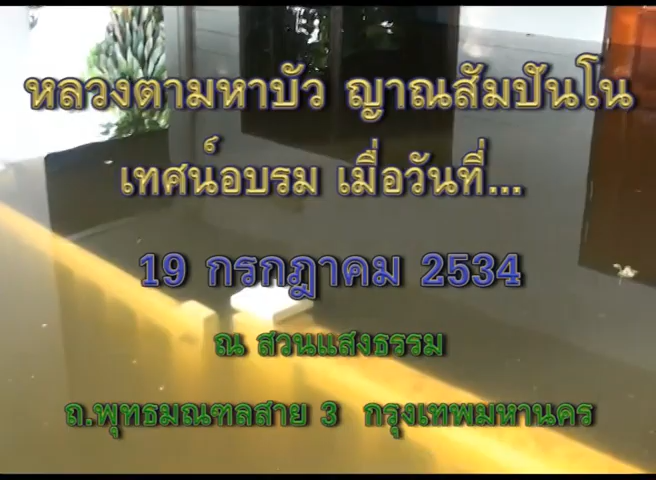 หลวงตามหาบัว ญาณสัมปันโน
เทศน์อบรม เมื่อวันที่...
19 กรกฎาคม 2534
ณ สวนแสงธรรม
ถ.พุทธมณฑลสาย 3 กรุงเทพมหานคร